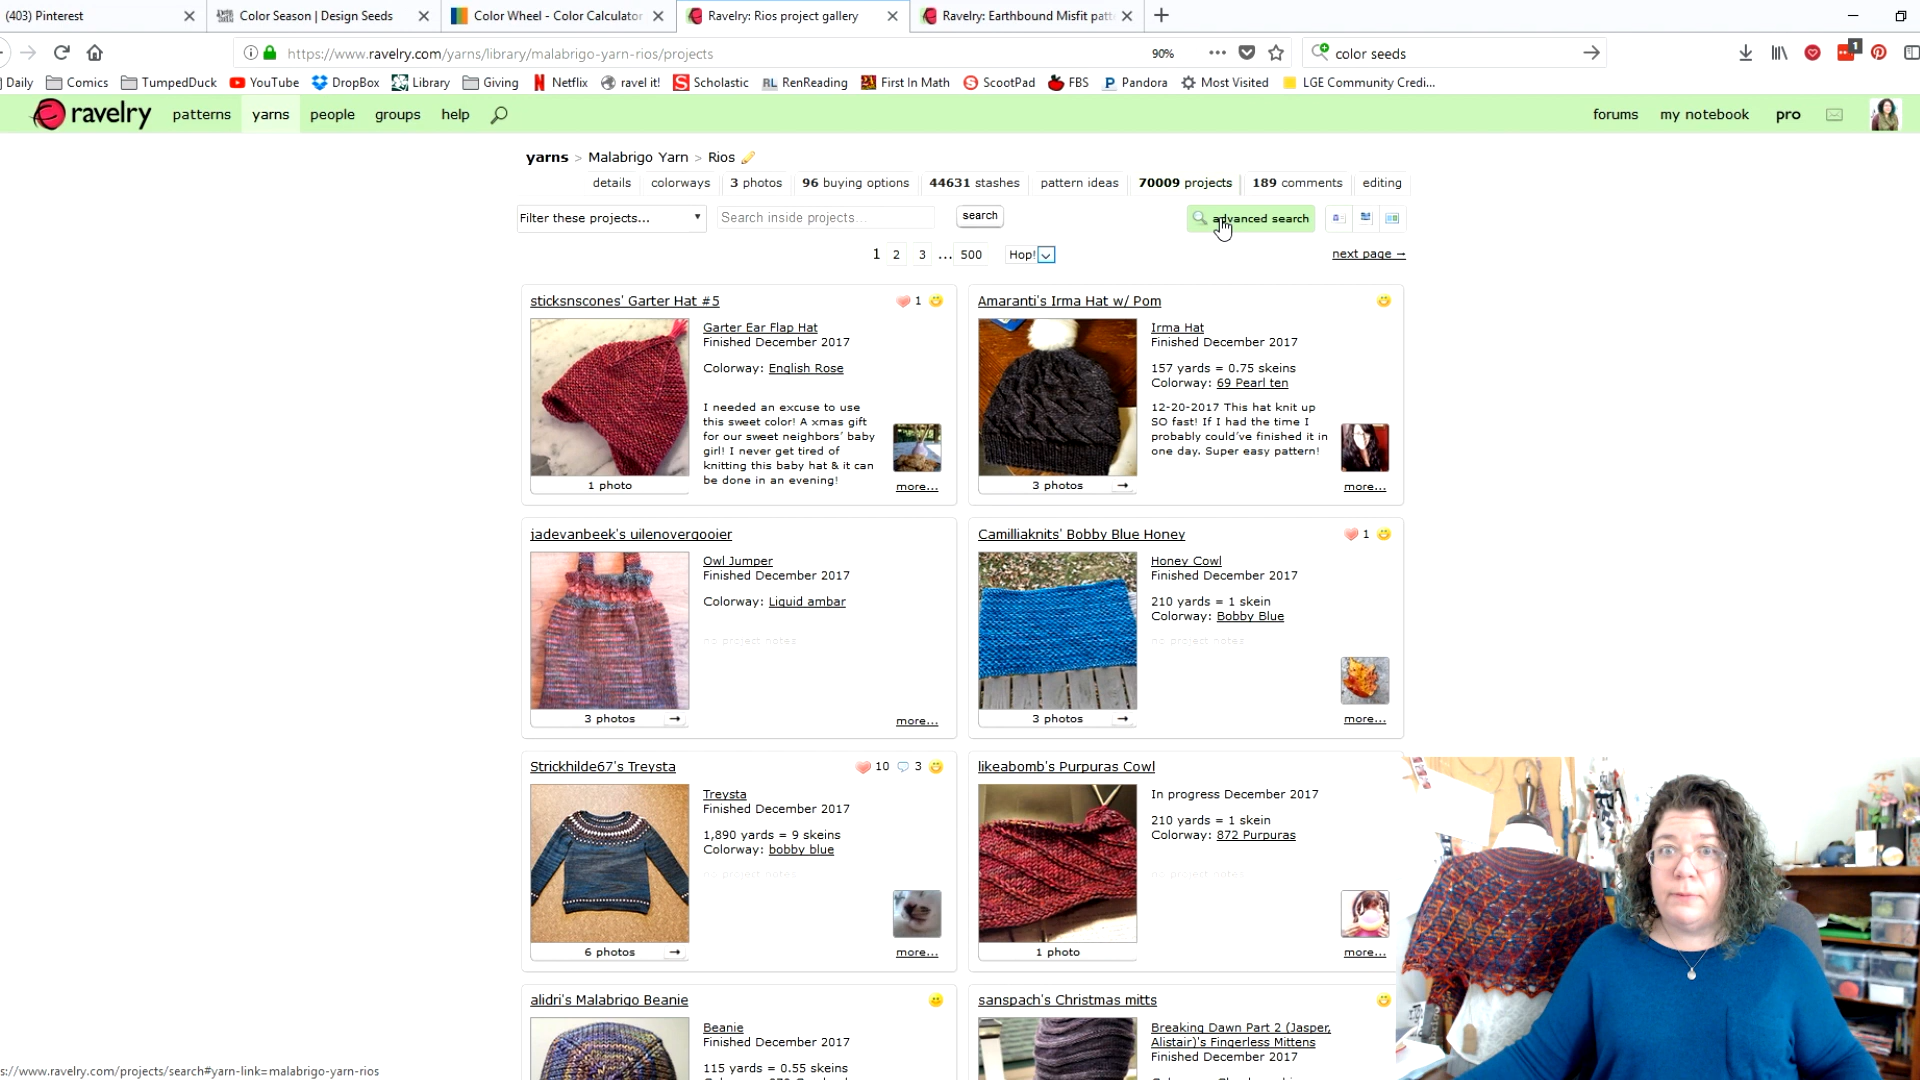 (403) Pinterest
Color Season | Design Seeds
Color Wheel - Color Calculator
Ravelry: Rios project gallery
Ravelry: Earthbound Misfit patt
https://www.ravelry.com/yarns/library/malabrigo-yarn-rios/projects
90%
color seeds
1
Daily
Comics
TumpedDuck
YouTube
DropBox
Library
Giving
Netflix
ravel it!
Scholastic
RL RenReading
First In Math
ScootPad
FBS
Pandora
Most Visited
LGE Community Credi...
ravelry
patterns
yarns
people
groups
help
forums
my notebook
pro
yarns > Malabrigo Yarn > Rios
details
colorways
3 photos
96 buying options
44631 stashes
pattern ideas
70009 projects
189 comments
editing
Filter these projects...
Search inside projects...
search
advanced search
1 2 3 ... 500 Hop!
next page →
sticksnscones' Garter Hat #5
1
Garter Ear Flap Hat
Finished December 2017
Colorway: English Rose
I needed an excuse to use
this sweet color! A xmas gift
for our sweet neighbors' baby
girl! I never get tired of
knitting this baby hat & it can
be done in an evening!
1 photo
more...
Amaranti's Irma Hat w/ Pom
Irma Hat
Finished December 2017
157 yards = 0.75 skeins
Colorway: 69 Pearl ten
12-20-2017 This hat knit up
SO fast! If I had the time I
probably could've finished it in
one day. Super easy pattern!
3 photos →
more...
jadevanbeek's uilenovergooier
Owl Jumper
Finished December 2017
Colorway: Liquid ambar
no project notes
3 photos →
more...
Camilliaknits' Bobby Blue Honey
1
Honey Cowl
Finished December 2017
210 yards = 1 skein
Colorway: Bobby Blue
no project notes
3 photos →
more...
Strickhilde67's Treysta
10 3
Treysta
Finished December 2017
1,890 yards = 9 skeins
Colorway: bobby blue
no project notes
6 photos →
more...
likeabomb's Purpuras Cowl
In progress December 2017
210 yards = 1 skein
Colorway: 872 Purpuras
no project notes
1 photo
more...
alidri's Malabrigo Beanie
Beanie
Finished December 2017
115 yards = 0.55 skeins
sanspach's Christmas mitts
Breaking Dawn Part 2 (Jasper,
Alistair)'s Fingerless Mittens
Finished December 2017
s://www.ravelry.com/projects/search#yarn-link=malabrigo-yarn-rios